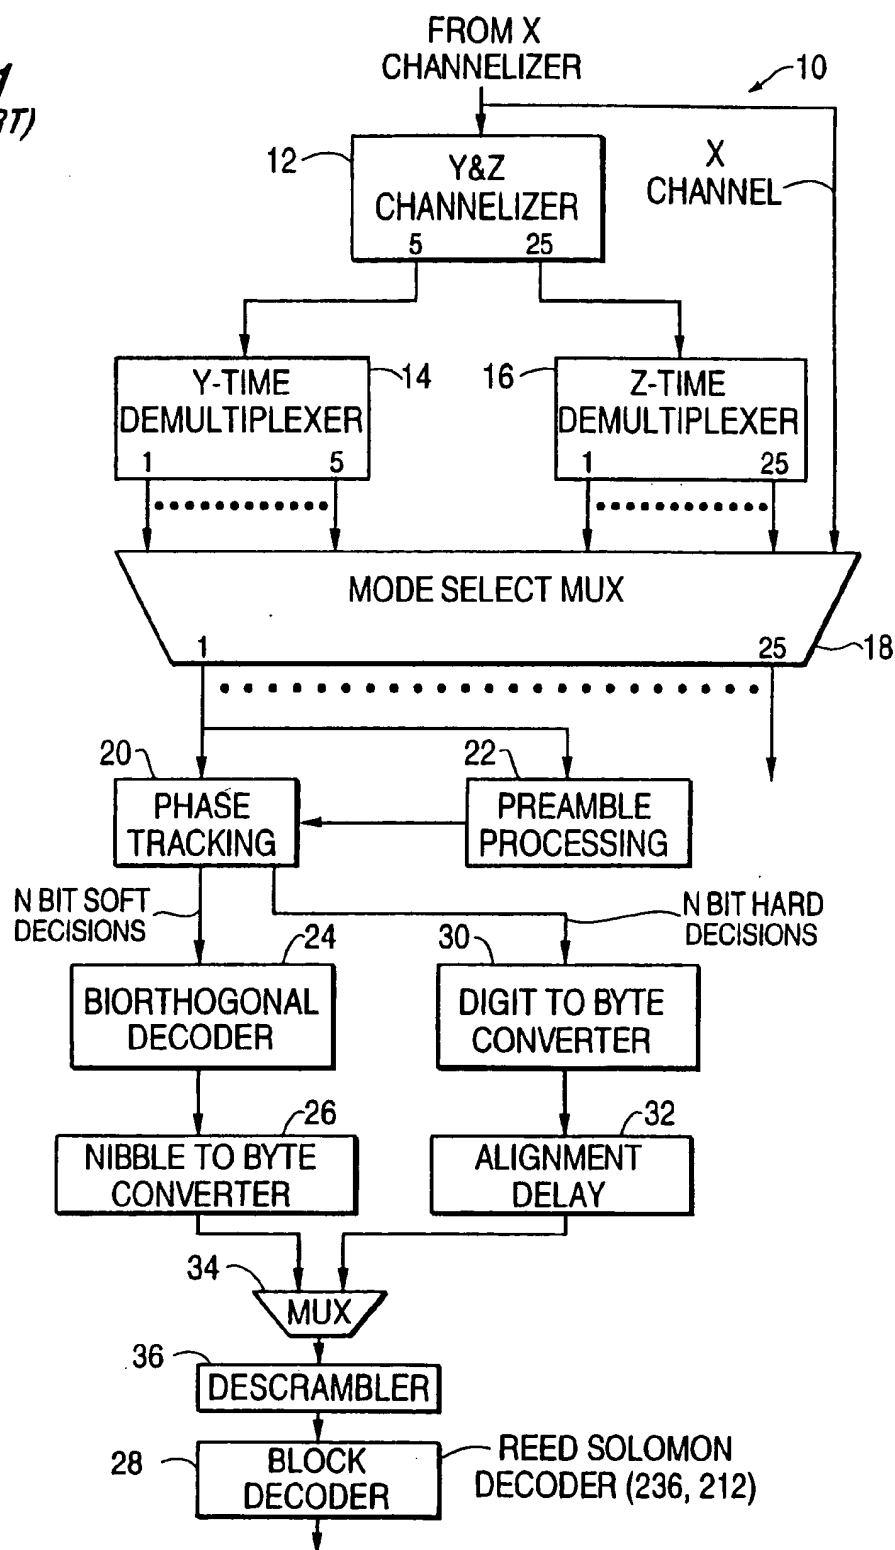 1
RT)
FROM X
CHANNELIZER
10
12
Y&Z
CHANNELIZER
5 25
X
CHANNEL
Y-TIME
DEMULTIPLEXER
1 5
14
16
Z-TIME
DEMULTIPLEXER
1 25
MODE SELECT MUX
1 25
18
20
PHASE
TRACKING
22
PREAMBLE
PROCESSING
N BIT SOFT
DECISIONS
N BIT HARD
DECISIONS
24
BIORTHOGONAL
DECODER
30
DIGIT TO BYTE
CONVERTER
26
NIBBLE TO BYTE
CONVERTER
32
ALIGNMENT
DELAY
34
MUX
36
DESCRAMBLER
28
BLOCK
DECODER
REED SOLOMON
DECODER (236, 212)